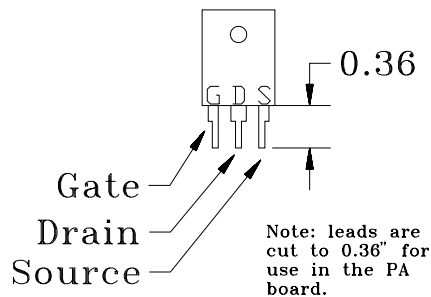 G D S
0.36
Gate
Drain
Source
Note: leads are
cut to 0.36" for
use in the PA
board.